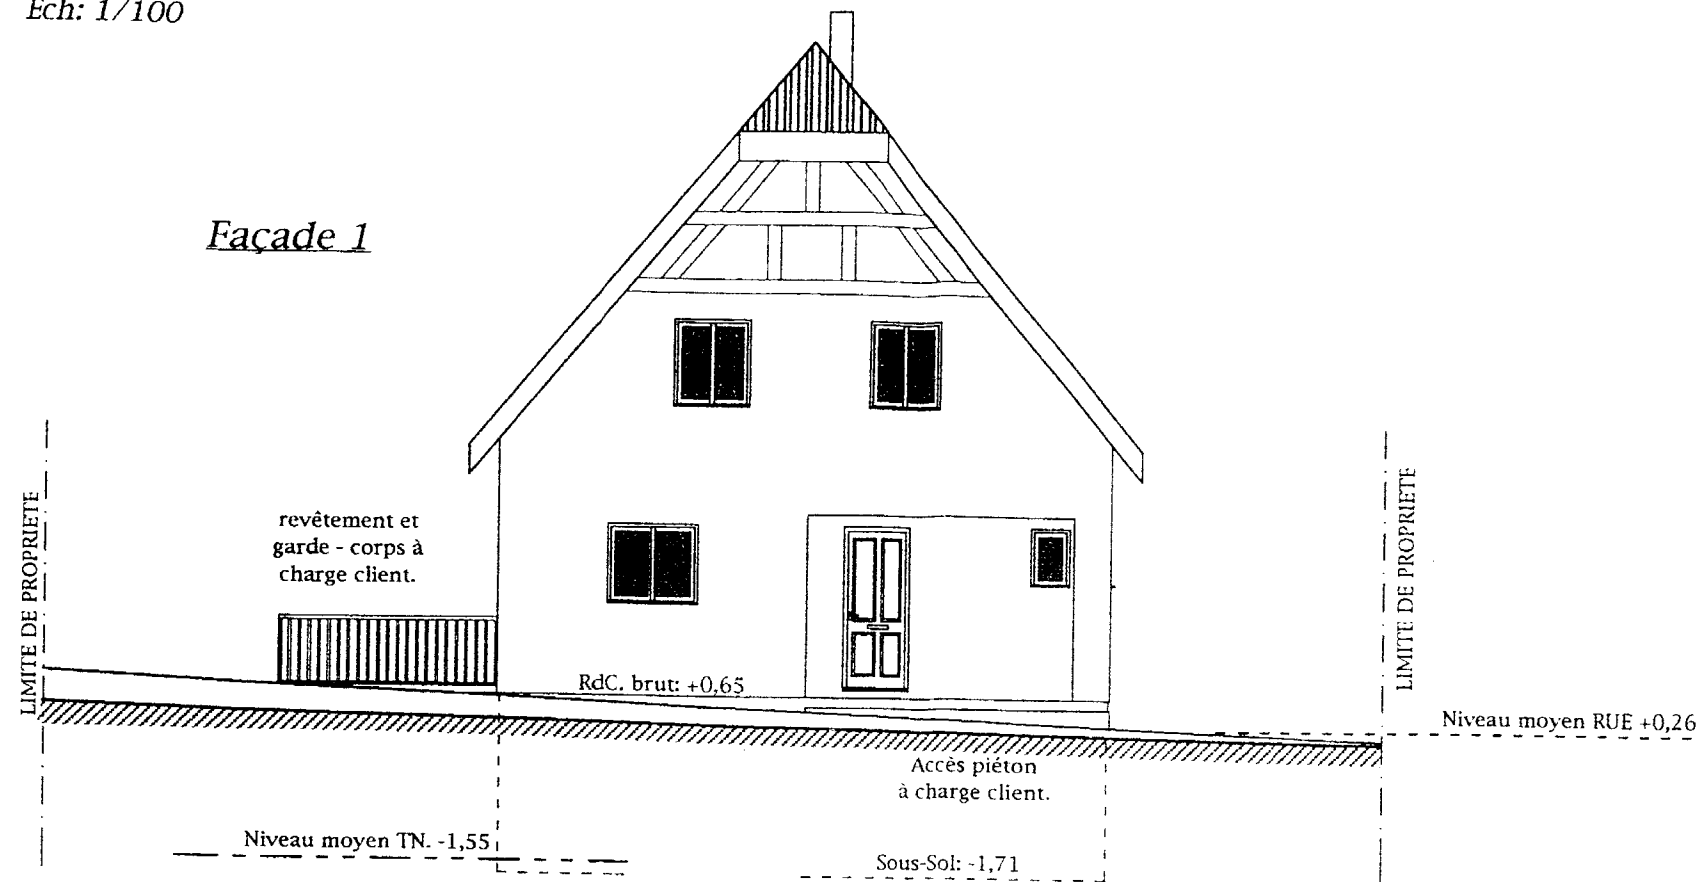 Ech: 1/100
Façade 1
LIMITE DE PROPRIETE
revêtement et
garde - corps à
charge client.
RdC. brut: +0,65
LIMITE DE PROPRIETE
Niveau moyen RUE +0,26
Accès piéton
à charge client.
Niveau moyen TN. -1,55
Sous-Sol: -1,71